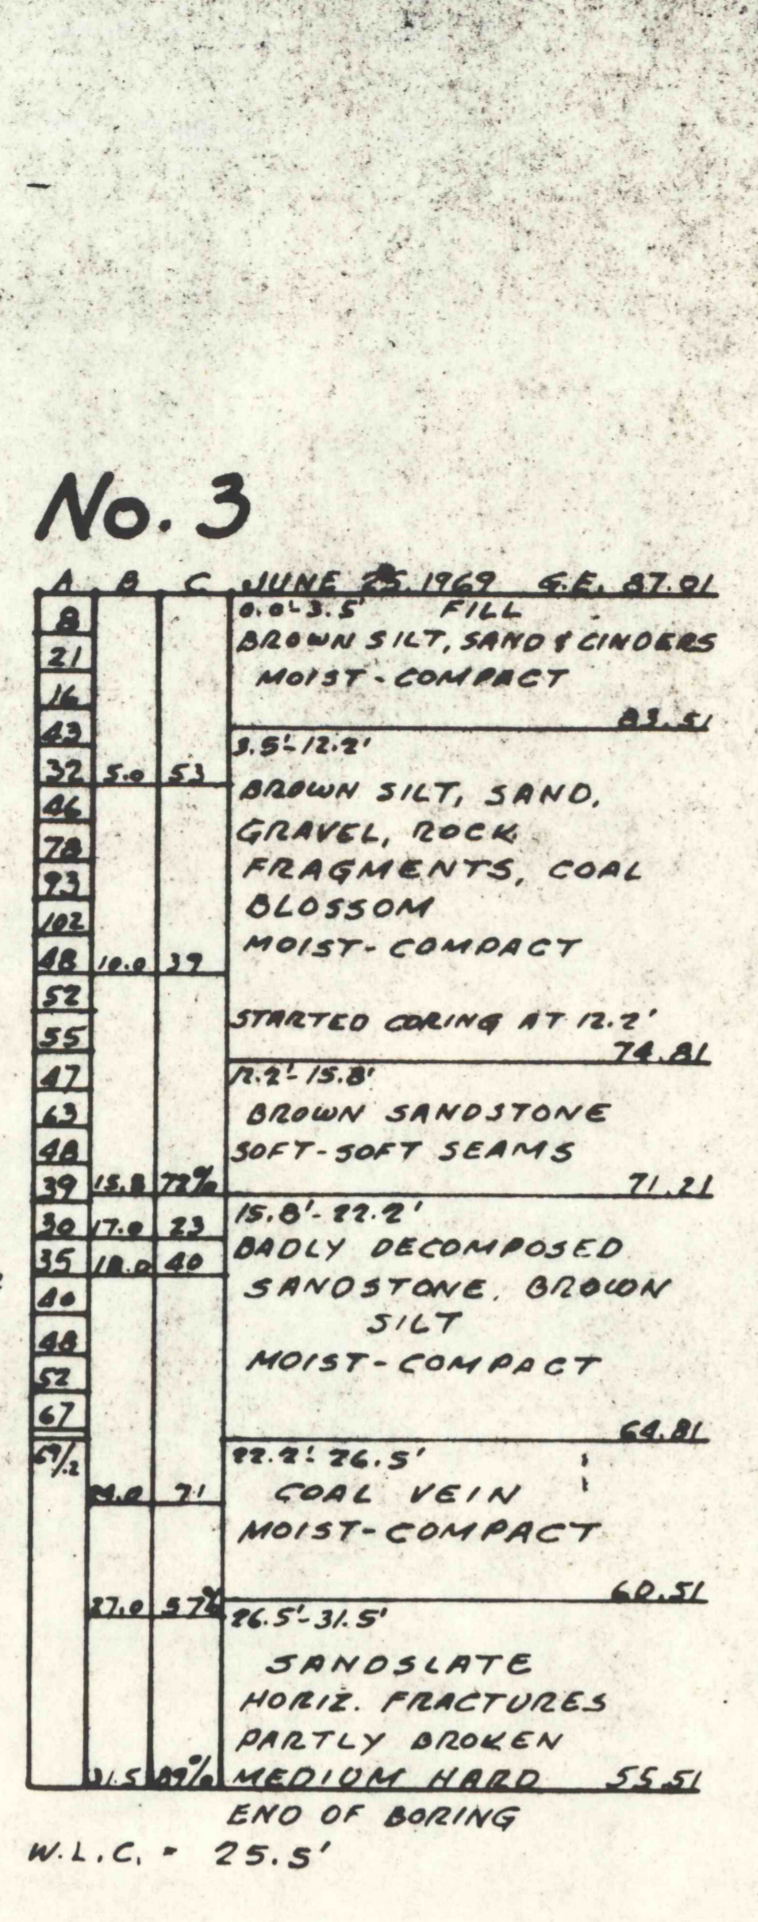 No. 3
A B C JUNE 25, 1969 G.E. 87.01
8 0.0'-3.5' FILL
21 BROWN SILT, SAND & CINDERS
16 MOIST-COMPACT
43 83.51
3.5'-12.2'
32 5.0 53 BROWN SILT, SAND,
46 GRAVEL, ROCK
78 FRAGMENTS, COAL
93 BLOSSOM
102 MOIST-COMPACT
48 10.0 39
52 STARTED CORING AT 12.2'
55 74.81
47 12.2'-15.8'
63 BROWN SANDSTONE
48 SOFT-SOFT SEAMS
39 15.8 72% 71.21
30 17.0 23 15.8'-22.2'
35 18.0 40 BADLY DECOMPOSED
40 SANDSTONE, BROWN
48 SILT
52 MOIST-COMPACT
67 64.81
69/.2 22.2'-26.5'
24.0 71 COAL VEIN
MOIST-COMPACT
60.51
27.0 57% 26.5'-31.5'
SANDSLATE
HORIZ. FRACTURES
PARTLY BROKEN
31.5 89% MEDIUM HARD 55.51
END OF BORING
W.L.C. = 25.5'